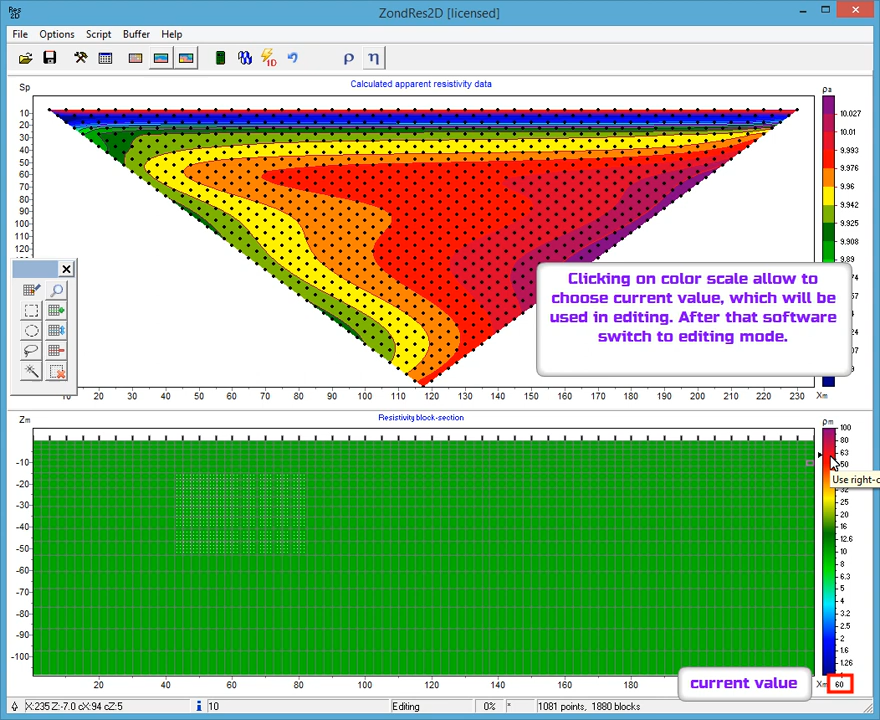 Res 2D
ZondRes2D [licensed]
File Options Script Buffer Help
1D ρ η
Calculated apparent resistivity data
Sp
ρa
10
20
30
40
50
60
70
80
90
100
110
120
10.027
10.01
9.993
9.976
9.96
9.942
9.925
9.908
9.89
Clicking on color scale allow to
choose current value, which will be
used in editing. After that software
switch to editing mode.
10 30 40 50 60 70 80 90 100 110 120 130 140 150 160 170 180 190 200 210 220 230 Xm
Resistivity block-section
Zm
ρm
-10
-20
-30
-40
-50
-60
-70
-80
-90
-100
100
80
63
50
Use right-c
32
25
20
16
12.6
10
8
6.3
5
4
3.2
2.5
2
1.6
1.26
20 40 60 80 100 120 140 160 180
current value
Xm 60
X:235 Z:-7.0 cX:94 cZ:5 i 10 Editing 0% * 1081 points, 1880 blocks